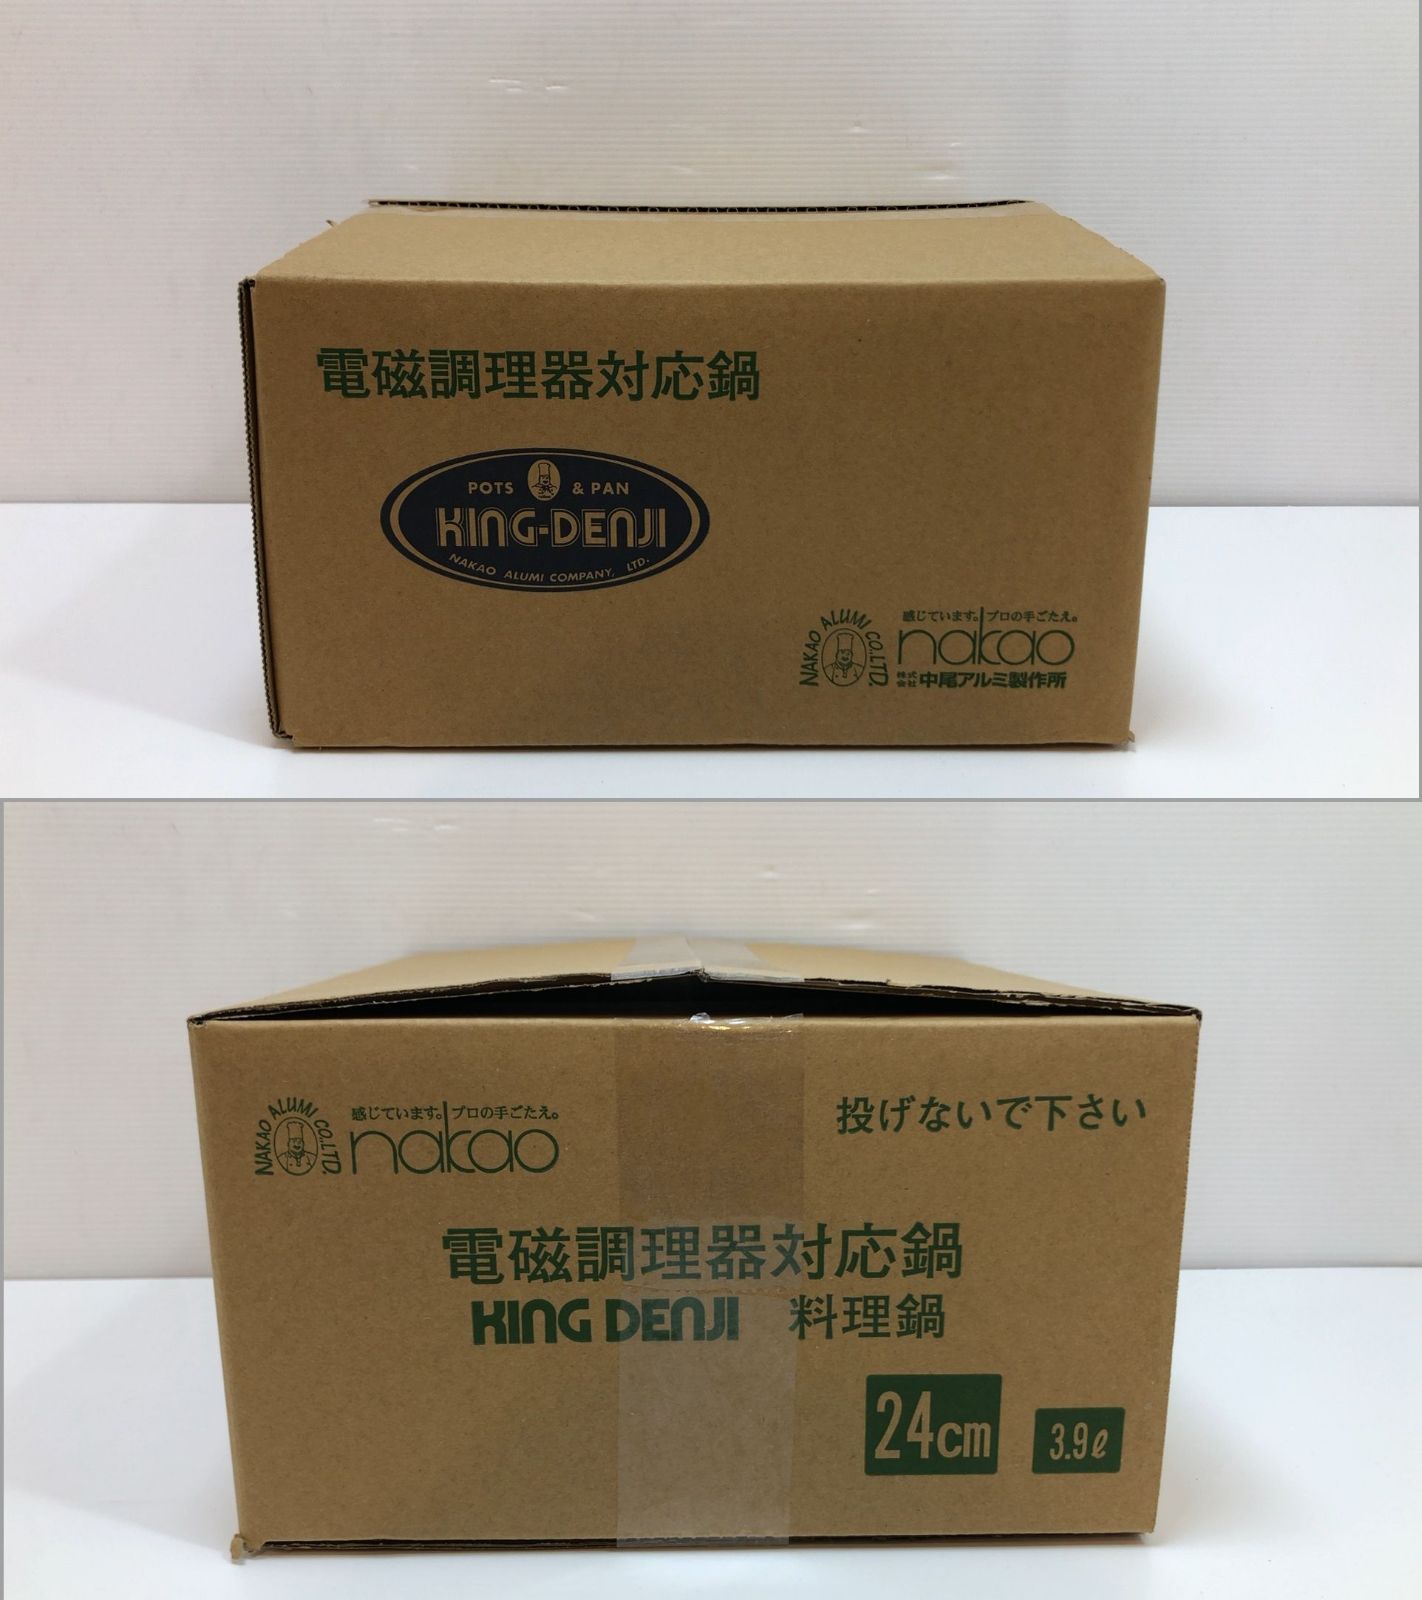 電磁調理器対応鍋
POTS & PAN
KING-DENJI
NAKAO ALUMI COMPANY, LTD.
NAKAO ALUMI CO.,LTD.
感じています。プロの手ごたえ。
nakao
株式会社 中尾アルミ製作所
NAKAO ALUMI CO.,LTD.
感じています。プロの手ごたえ。
nakao
投げないで下さい
電磁調理器対応鍋
KING DENJI 料理鍋
24cm
3.9ℓ